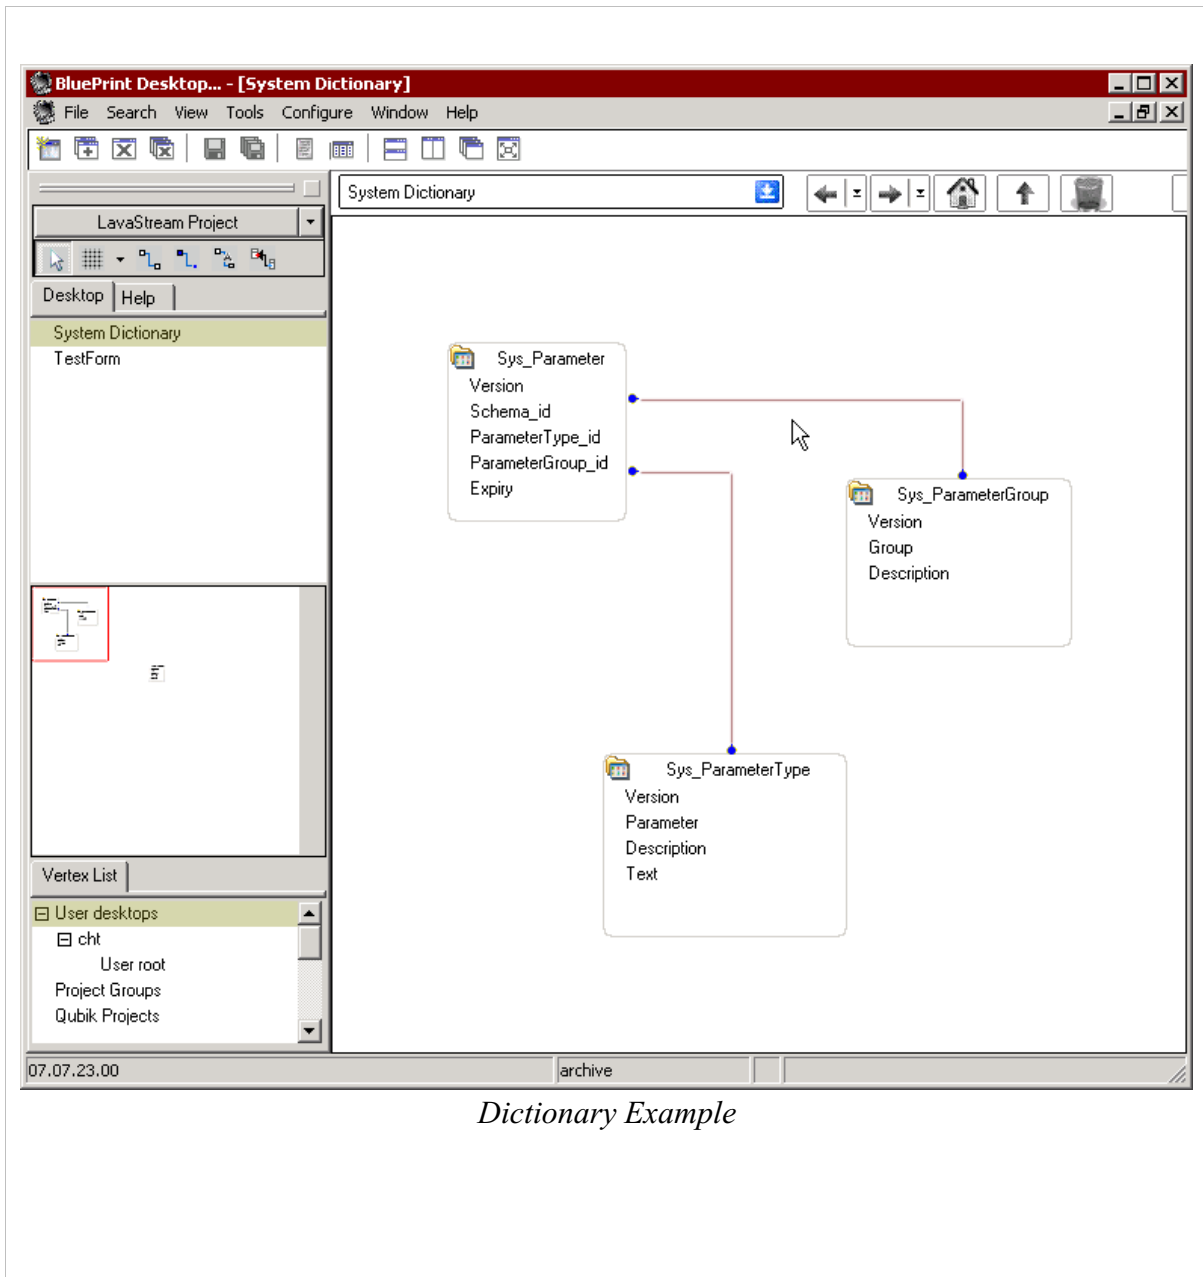 BluePrint Desktop... - [System Dictionary]
File Search View Tools Configure Window Help
System Dictionary
LavaStream Project
Desktop Help
System Dictionary
TestForm
Sys_Parameter
Version
Schema_id
ParameterType_id
ParameterGroup_id
Expiry
Sys_ParameterGroup
Version
Group
Description
Sys_ParameterType
Version
Parameter
Description
Text
Vertex List
User desktops
cht
User root
Project Groups
Qubik Projects
07.07.23.00 archive
Dictionary Example